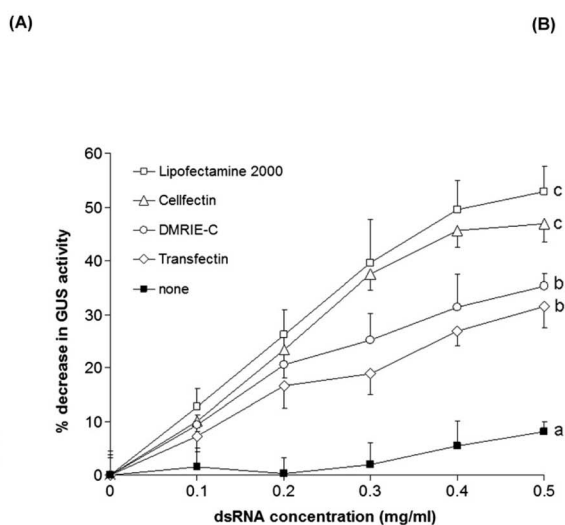 (A) (B)
60
50
40
30
20
10
0
% decrease in GUS activity
Lipofectamine 2000
Cellfectin
DMRIE-C
Transfectin
none
c
c
b
b
a
0 0.1 0.2 0.3 0.4 0.5
dsRNA concentration (mg/ml)